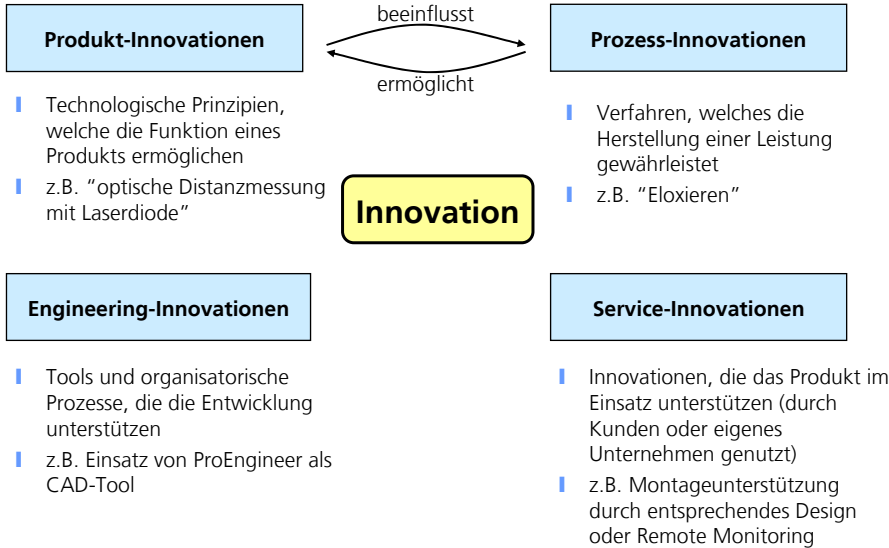 Produkt-Innovationen
beeinflusst
ermöglicht
Prozess-Innovationen
Technologische Prinzipien,
welche die Funktion eines
Produkts ermöglichen
z.B. “optische Distanzmessung
mit Laserdiode”
Verfahren, welches die
Herstellung einer Leistung
gewährleistet
z.B. “Eloxieren”
Innovation
Engineering-Innovationen
Tools und organisatorische
Prozesse, die die Entwicklung
unterstützen
z.B. Einsatz von ProEngineer als
CAD-Tool
Service-Innovationen
Innovationen, die das Produkt im
Einsatz unterstützen (durch
Kunden oder eigenes
Unternehmen genutzt)
z.B. Montageunterstützung
durch entsprechendes Design
oder Remote Monitoring